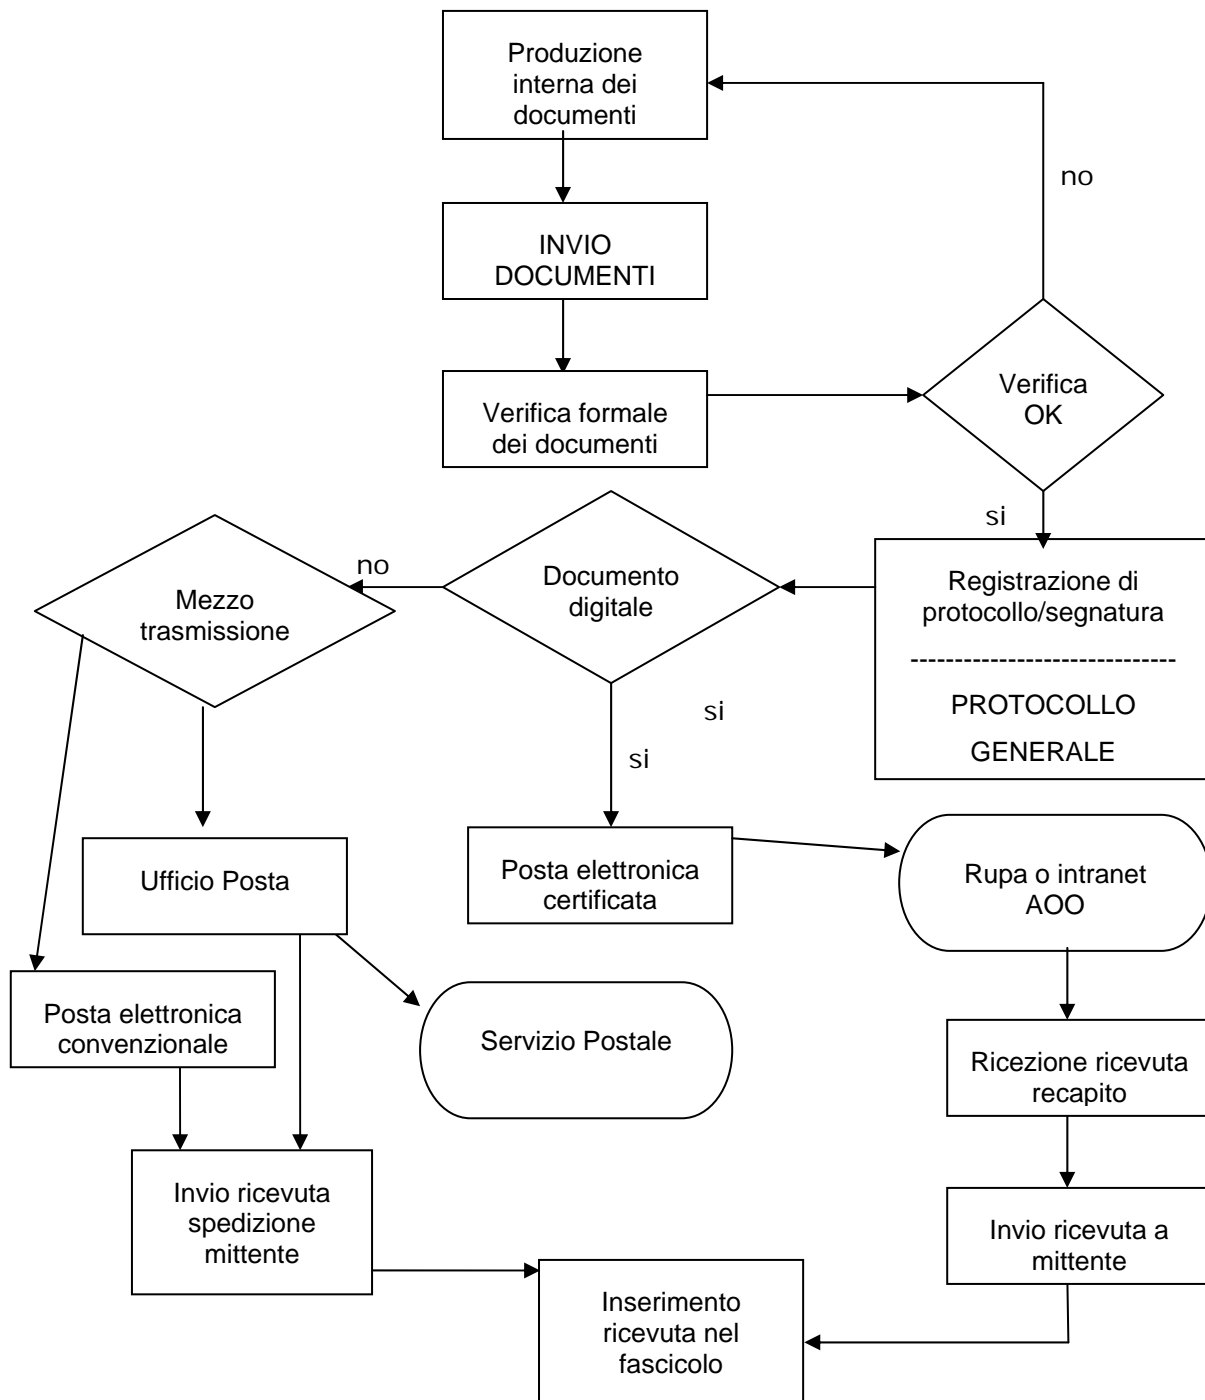 Produzione
interna dei
documenti
no
INVIO
DOCUMENTI
Verifica
OK
Verifica formale
dei documenti
si
no
Documento
digitale
Mezzo
trasmissione
Registrazione di
protocollo/segnatura
------------------------------
PROTOCOLLO
GENERALE
si
si
Ufficio Posta
Posta elettronica
certificata
Rupa o intranet
AOO
Posta elettronica
convenzionale
Servizio Postale
Ricezione ricevuta
recapito
Invio ricevuta
spedizione
mittente
Invio ricevuta a
mittente
Inserimento
ricevuta nel
fascicolo